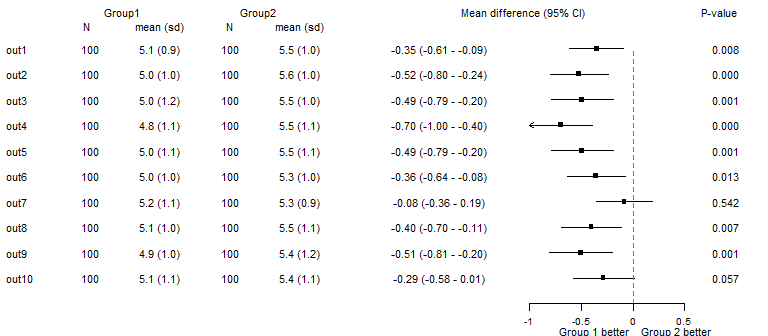 Group1 Group2 Mean difference (95% CI) P-value
N mean (sd) N mean (sd)
out1 100 5.1 (0.9) 100 5.5 (1.0) -0.35 (-0.61 - -0.09) 0.008
out2 100 5.0 (1.0) 100 5.6 (1.0) -0.52 (-0.80 - -0.24) 0.000
out3 100 5.0 (1.2) 100 5.5 (1.0) -0.49 (-0.79 - -0.20) 0.001
out4 100 4.8 (1.1) 100 5.5 (1.1) -0.70 (-1.00 - -0.40) 0.000
out5 100 5.0 (1.1) 100 5.5 (1.1) -0.49 (-0.79 - -0.20) 0.001
out6 100 5.0 (1.0) 100 5.3 (1.0) -0.36 (-0.64 - -0.08) 0.013
out7 100 5.2 (1.1) 100 5.3 (0.9) -0.08 (-0.36 - 0.19) 0.542
out8 100 5.1 (1.0) 100 5.5 (1.1) -0.40 (-0.70 - -0.11) 0.007
out9 100 4.9 (1.0) 100 5.4 (1.2) -0.51 (-0.81 - -0.20) 0.001
out10 100 5.1 (1.1) 100 5.4 (1.1) -0.29 (-0.58 - 0.01) 0.057
-1 -0.5 0 0.5
Group 1 better Group 2 better